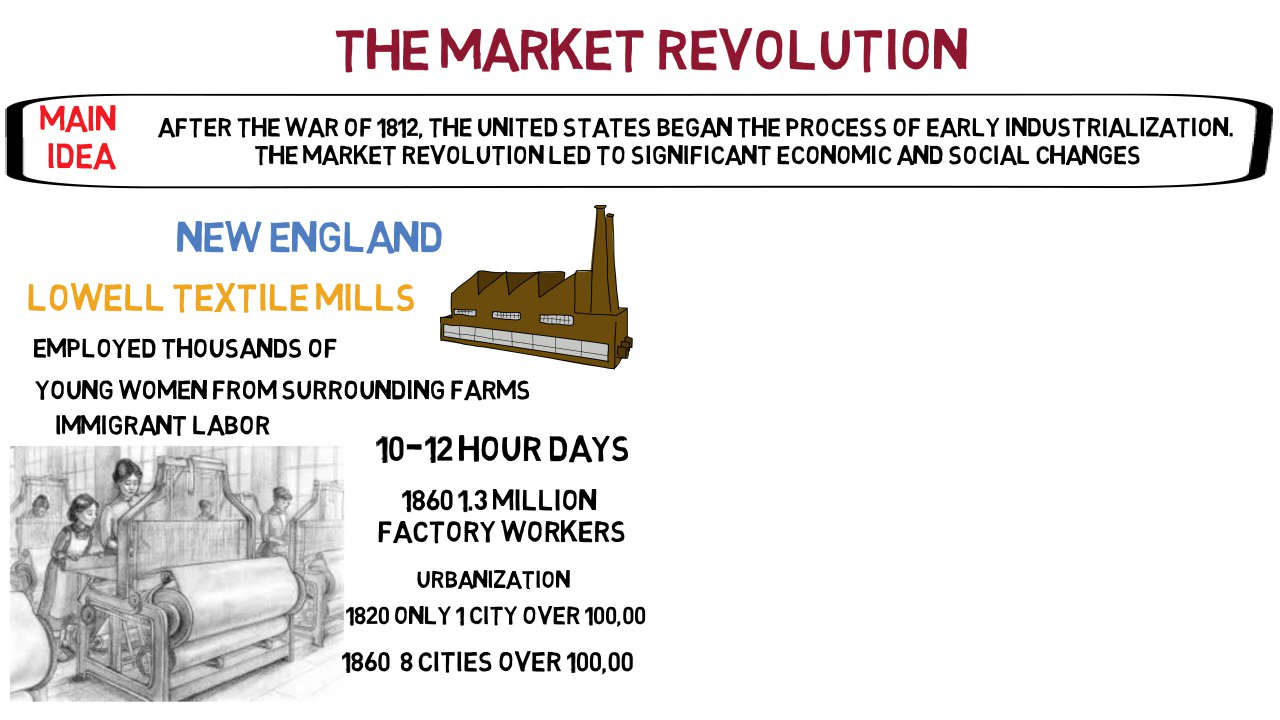 THE MARKET REVOLUTION
MAIN IDEA
AFTER THE WAR OF 1812, THE UNITED STATES BEGAN THE PROCESS OF EARLY INDUSTRIALIZATION.
THE MARKET REVOLUTION LED TO SIGNIFICANT ECONOMIC AND SOCIAL CHANGES
NEW ENGLAND
LOWELL TEXTILE MILLS
EMPLOYED THOUSANDS OF
YOUNG WOMEN FROM SURROUNDING FARMS
IMMIGRANT LABOR
10-12 HOUR DAYS
1860 1.3 MILLION
FACTORY WORKERS
URBANIZATION
1820 ONLY 1 CITY OVER 100,00
1860 8 CITIES OVER 100,00